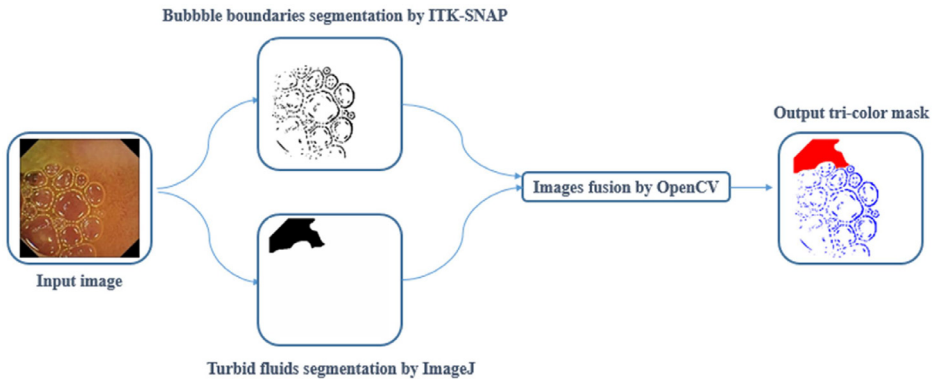 Bubbble boundaries segmentation by ITK-SNAP
Output tri-color mask
Images fusion by OpenCV
Input image
Turbid fluids segmentation by ImageJ